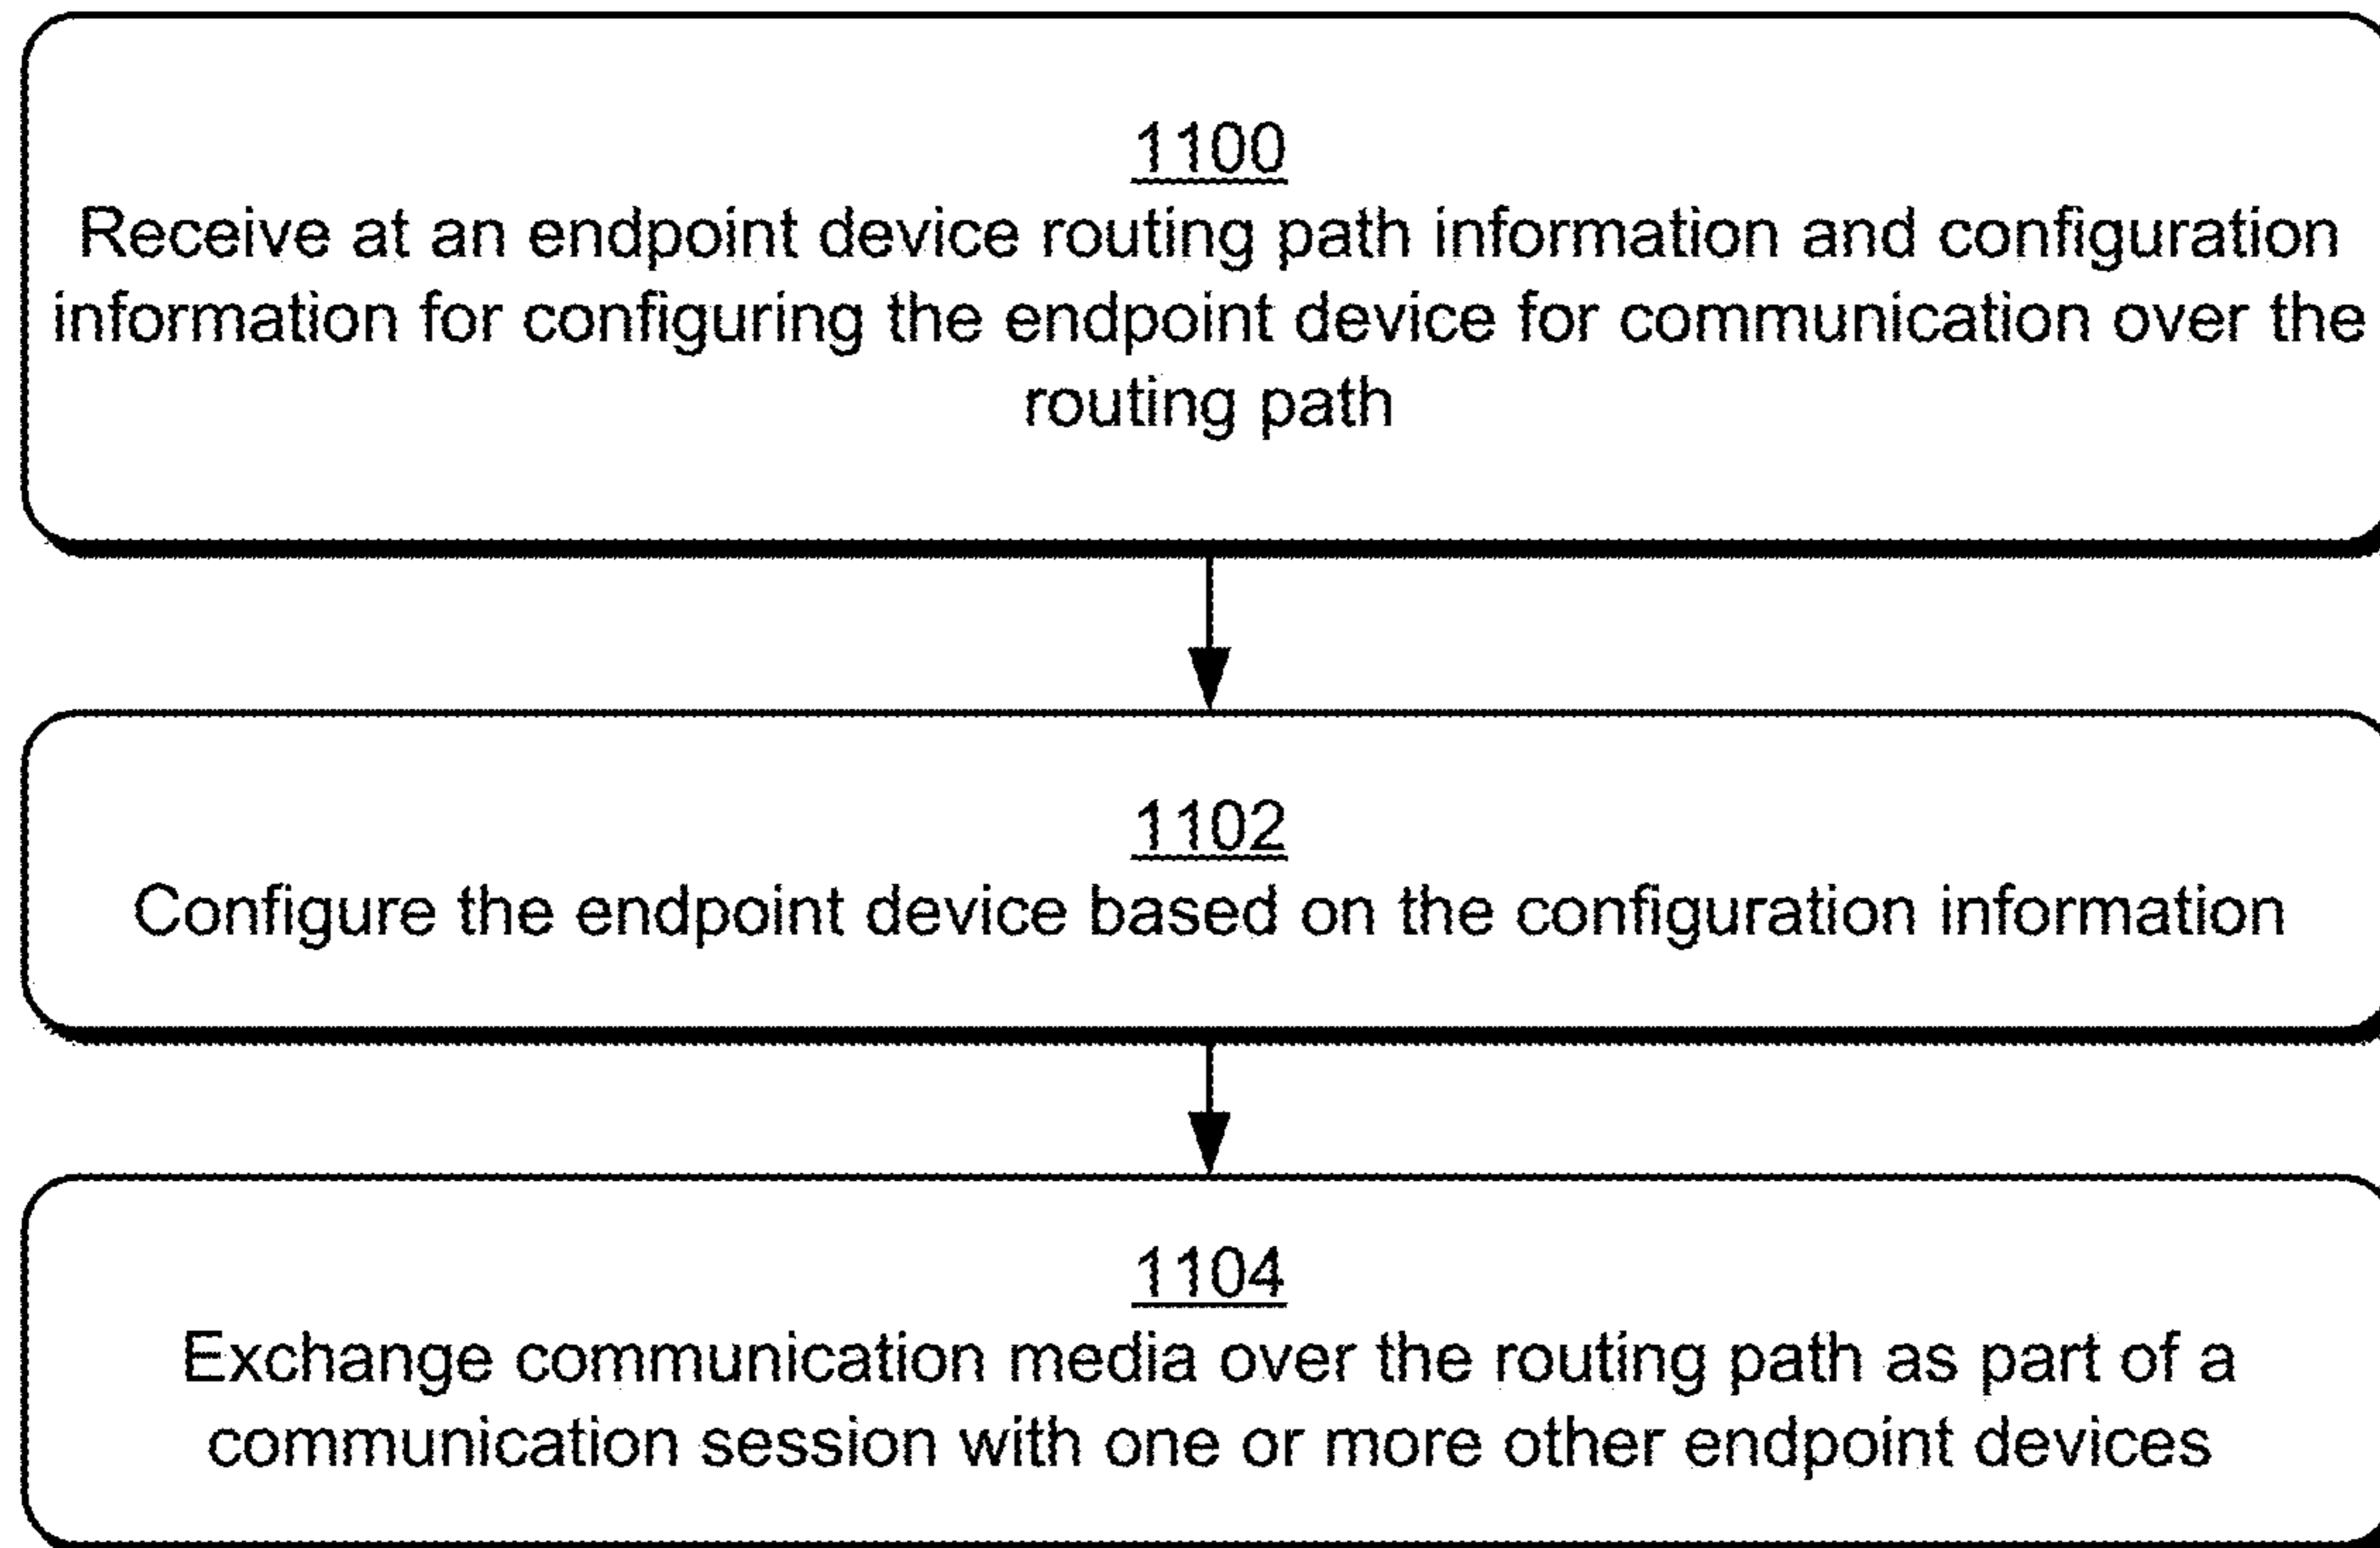 1100
Receive at an endpoint device routing path information and configuration
information for configuring the endpoint device for communication over the
routing path
1102
Configure the endpoint device based on the configuration information
1104
Exchange communication media over the routing path as part of a
communication session with one or more other endpoint devices